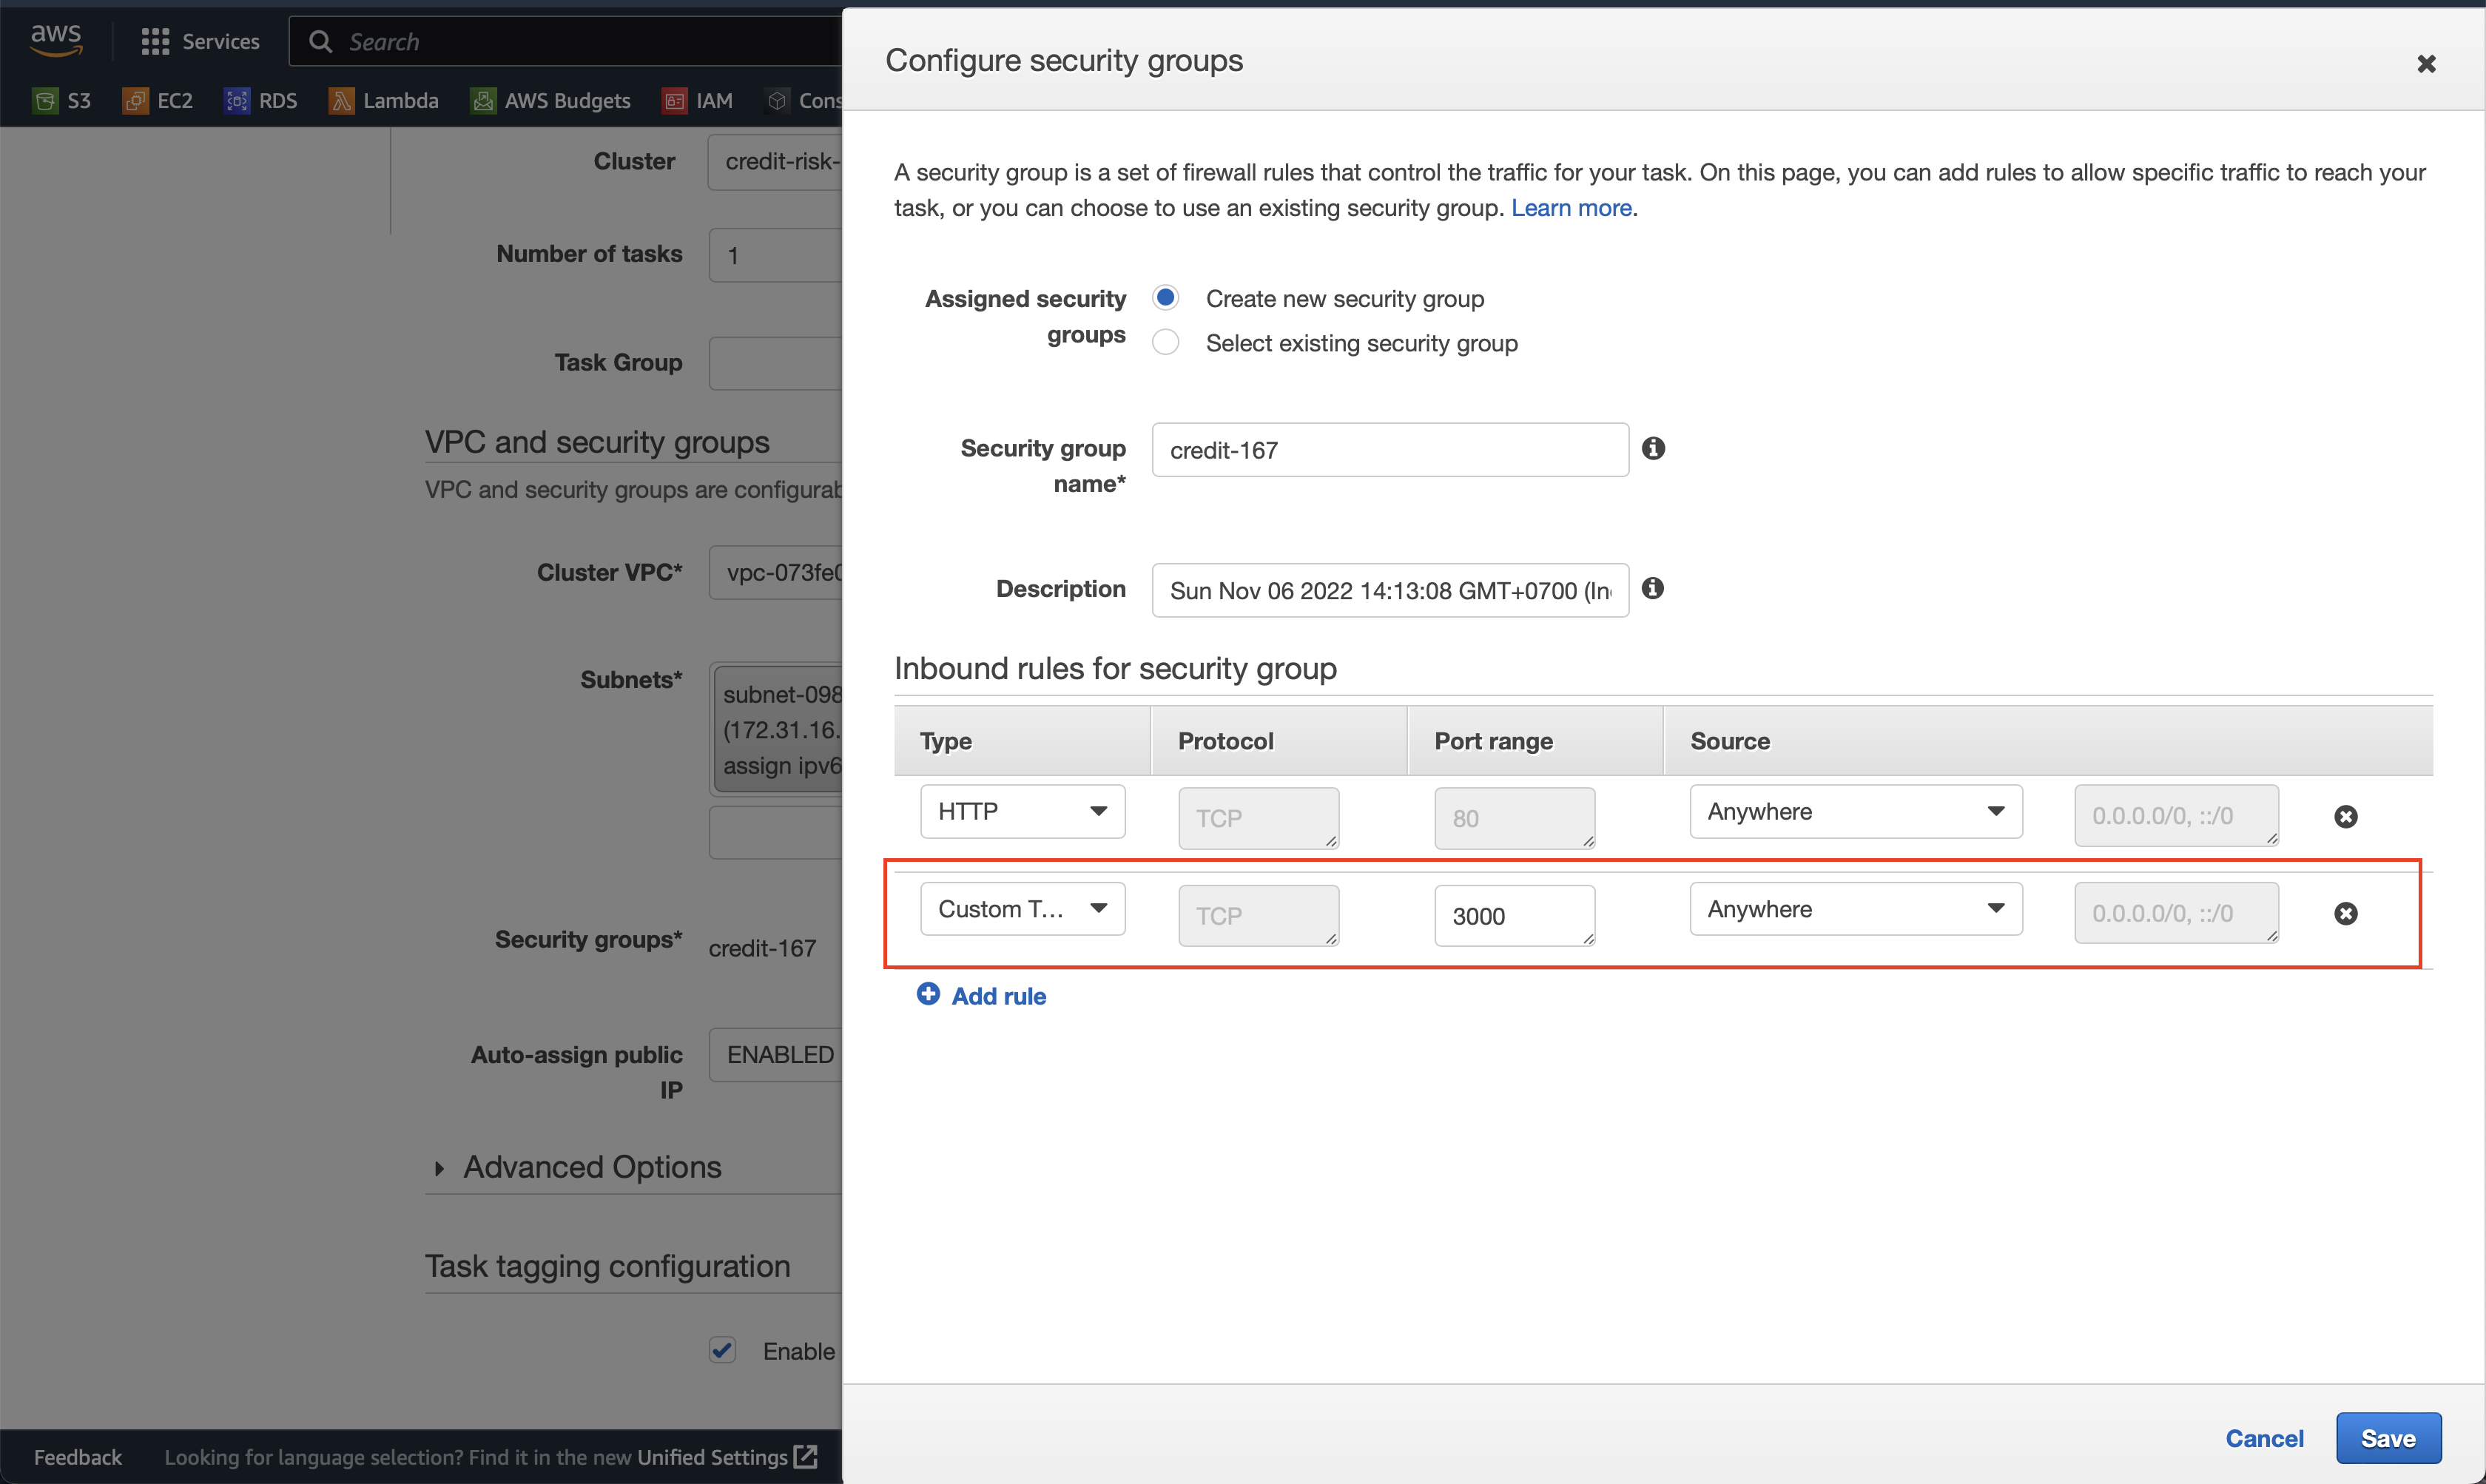 aws
Services
Search
S3
EC2
RDS
Lambda
AWS Budgets
IAM
Cons
Cluster
credit-risk-
Number of tasks
1
Task Group
VPC and security groups
VPC and security groups are configurab
Cluster VPC*
vpc-073fe0
Subnets*
subnet-098
(172.31.16.
assign ipv6
Security groups*
credit-167
Auto-assign public
IP
ENABLED
Advanced Options
Task tagging configuration
Enable
Feedback
Looking for language selection? Find it in the new Unified Settings
Configure security groups
A security group is a set of firewall rules that control the traffic for your task. On this page, you can add rules to allow specific traffic to reach your
task, or you can choose to use an existing security group. Learn more.
Assigned security
groups
Create new security group
Select existing security group
Security group
name*
credit-167
Description
Sun Nov 06 2022 14:13:08 GMT+0700 (In
Inbound rules for security group
Type
Protocol
Port range
Source
HTTP
TCP
80
Anywhere
0.0.0.0/0, ::/0
Custom T...
TCP
3000
Anywhere
0.0.0.0/0, ::/0
Add rule
Cancel
Save